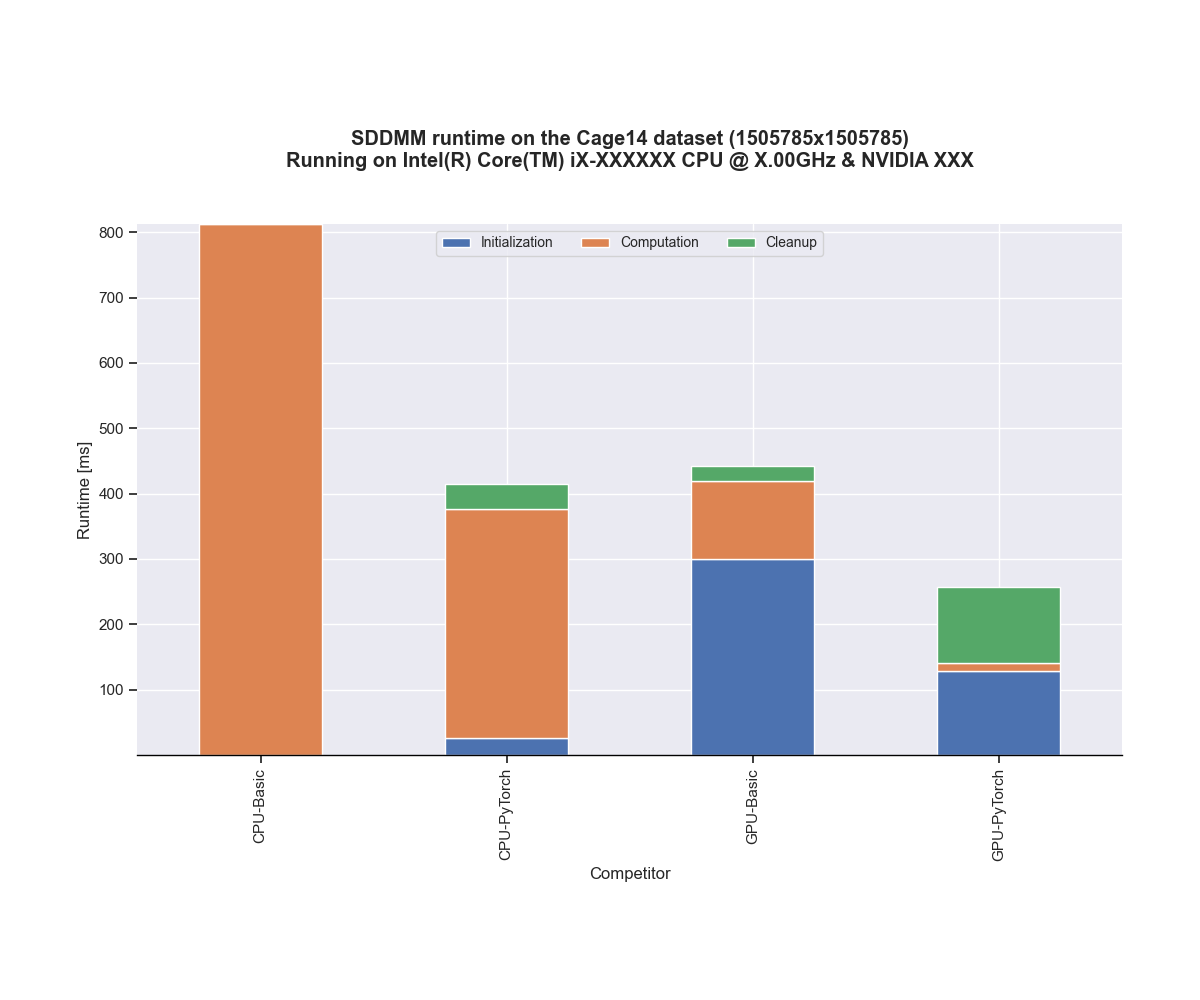 SDDMM runtime on the Cage14 dataset (1505785x1505785)
Running on Intel(R) Core(TM) iX-XXXXXX CPU @ X.00GHz & NVIDIA XXX
Initialization Computation Cleanup
800
700
600
500
400
300
200
100
Runtime [ms]
CPU-Basic
CPU-PyTorch
GPU-Basic
GPU-PyTorch
Competitor